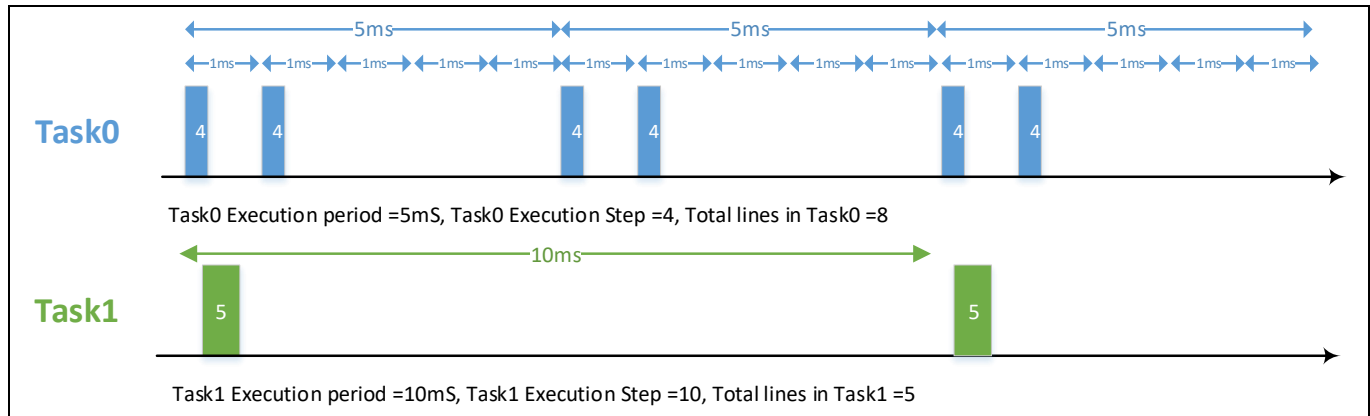 5ms 5ms 5ms
1ms 1ms 1ms 1ms 1ms 1ms 1ms 1ms 1ms 1ms 1ms 1ms 1ms 1ms 1ms
Task0 4 4 4 4 4 4
Task0 Execution period =5mS, Task0 Execution Step =4, Total lines in Task0 =8
10ms
Task1 5 5
Task1 Execution period =10mS, Task1 Execution Step =10, Total lines in Task1 =5